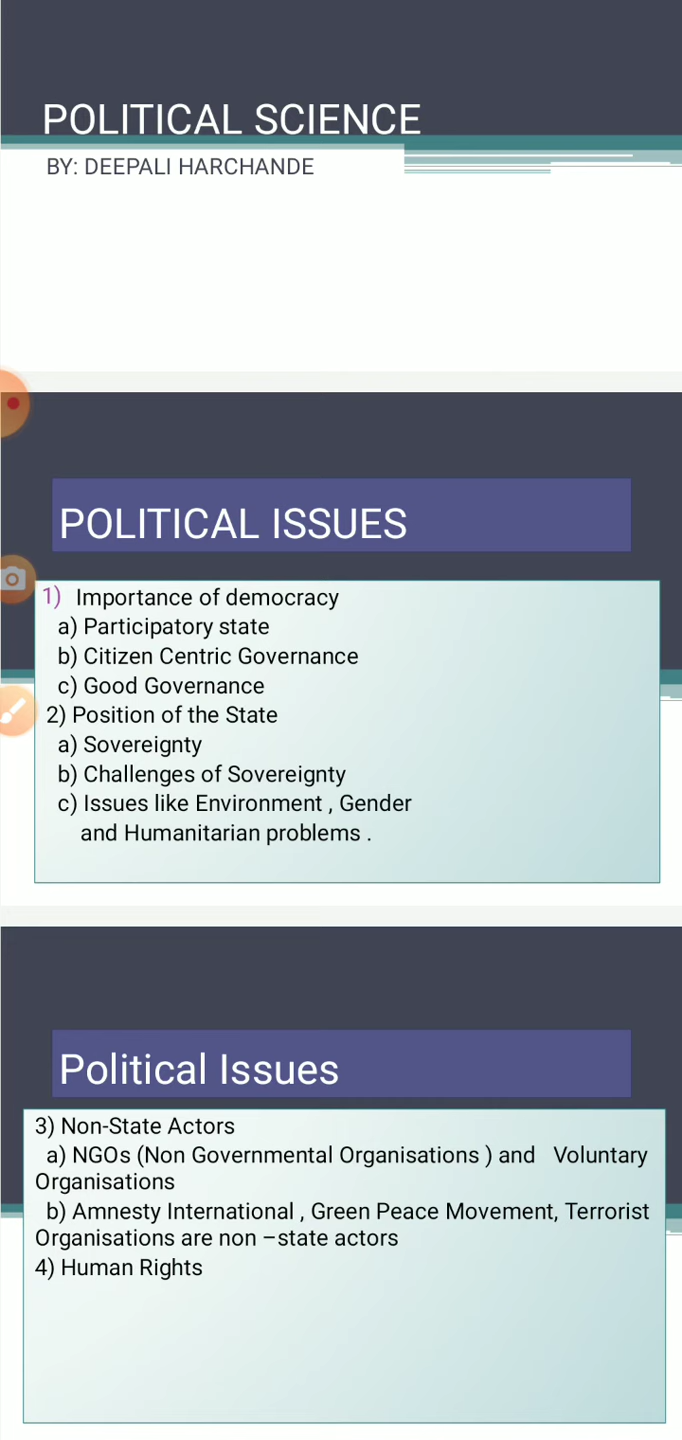 POLITICAL SCIENCE
BY: DEEPALI HARCHANDE
POLITICAL ISSUES
1) Importance of democracy
a) Participatory state
b) Citizen Centric Governance
c) Good Governance
2) Position of the State
a) Sovereignty
b) Challenges of Sovereignty
c) Issues like Environment , Gender
and Humanitarian problems .
Political Issues
3) Non-State Actors
a) NGOs (Non Governmental Organisations ) and Voluntary
Organisations
b) Amnesty International , Green Peace Movement, Terrorist
Organisations are non –state actors
4) Human Rights